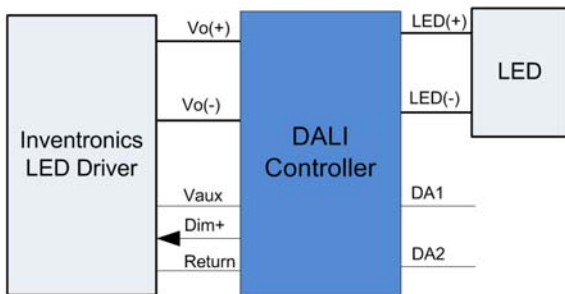 Vo(+)
LED(+)
LED
Vo(-)
LED(-)
Inventronics
LED Driver
DALI
Controller
Vaux
DA1
Dim+
Return
DA2